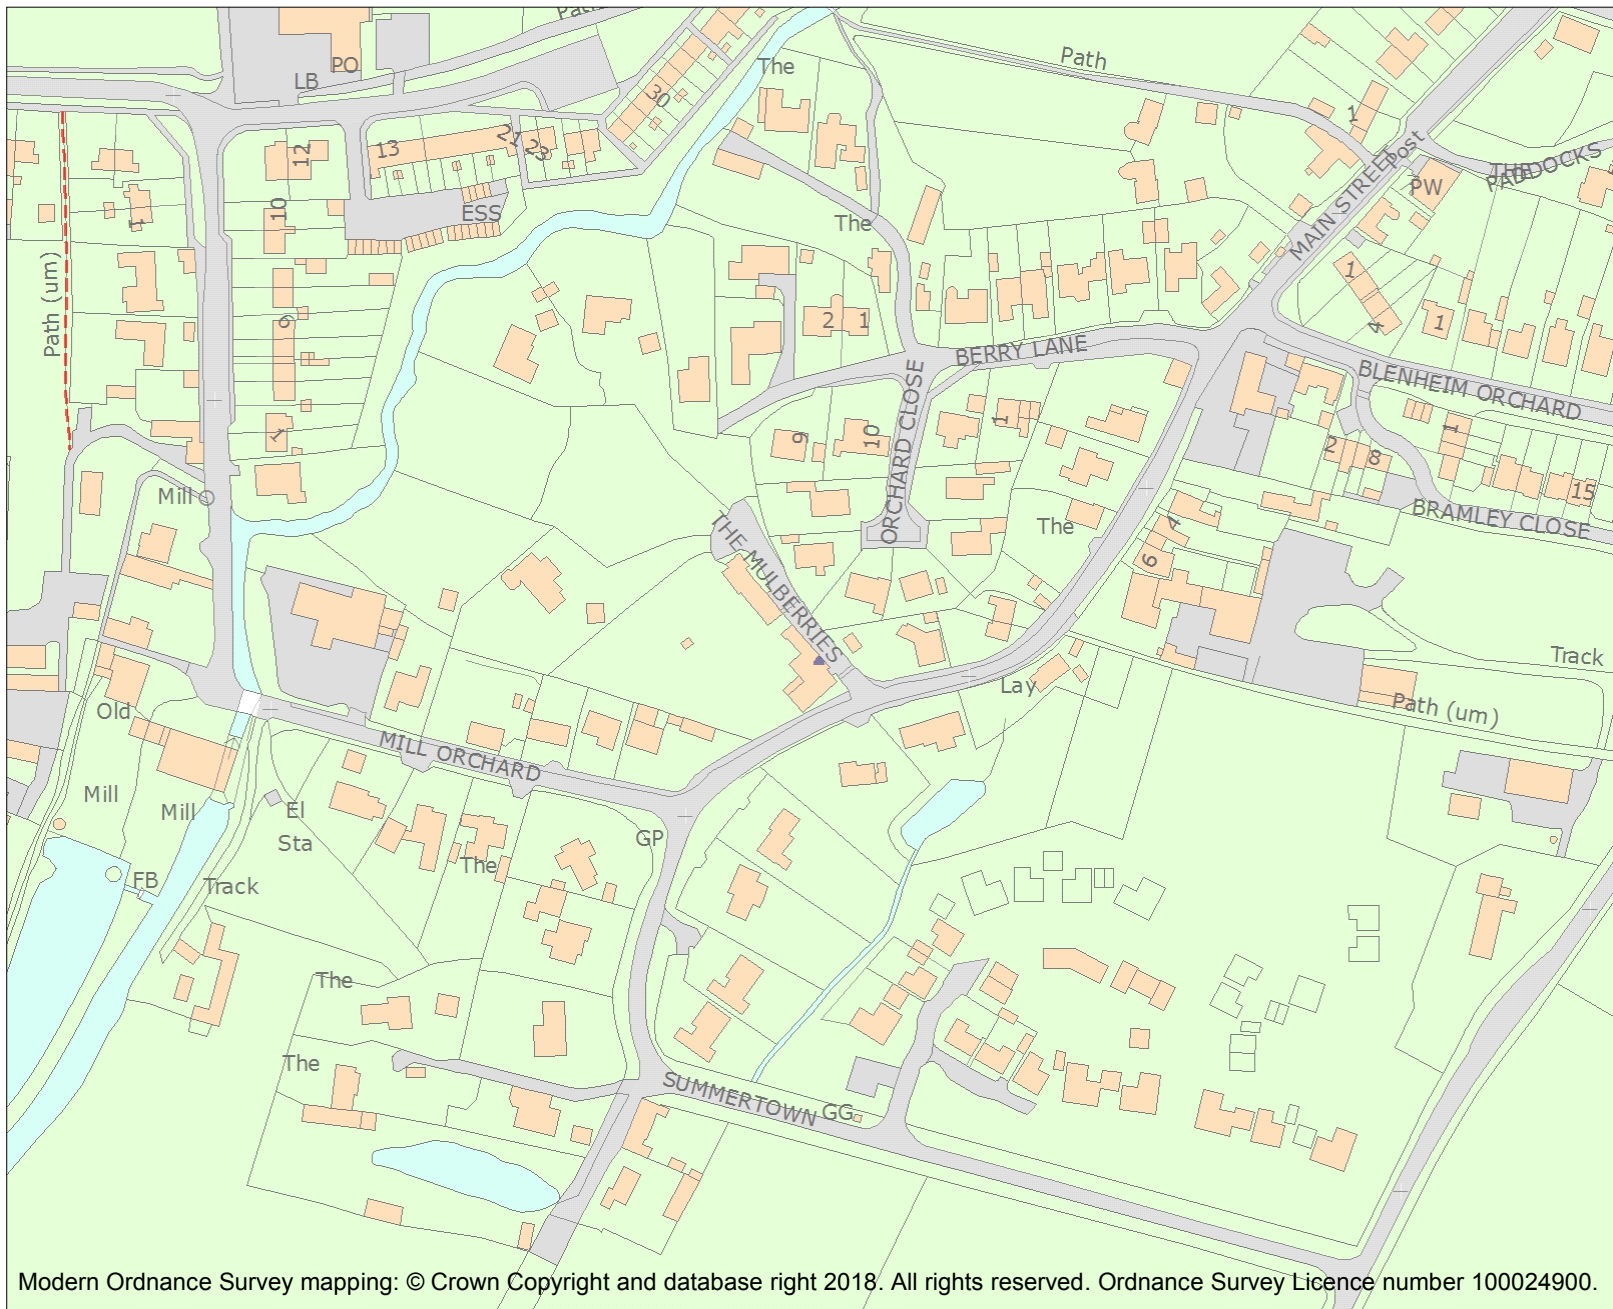 Path
The
Path
PO
LB
30
1
Post
THE
PADDOCKS
13
21
23
12
PW
MAIN STREET
1
10
ESS
The
1
4
1
Path (um)
6
2
1
BERRY LANE
BLENHEIM ORCHARD
1
9
10
ORCHARD CLOSE
1
2
8
1
15
BRAMLEY CLOSE
Mill
THE MULBERRIES
The
4
6
Track
Path (um)
Old
Lay
MILL ORCHARD
Mill
Mill
El
Sta
GP
The
FB
Track
The
The
SUMMERTOWN
GG
Modern Ordnance Survey mapping: © Crown Copyright and database right 2018. All rights reserved. Ordnance Survey Licence number 100024900.